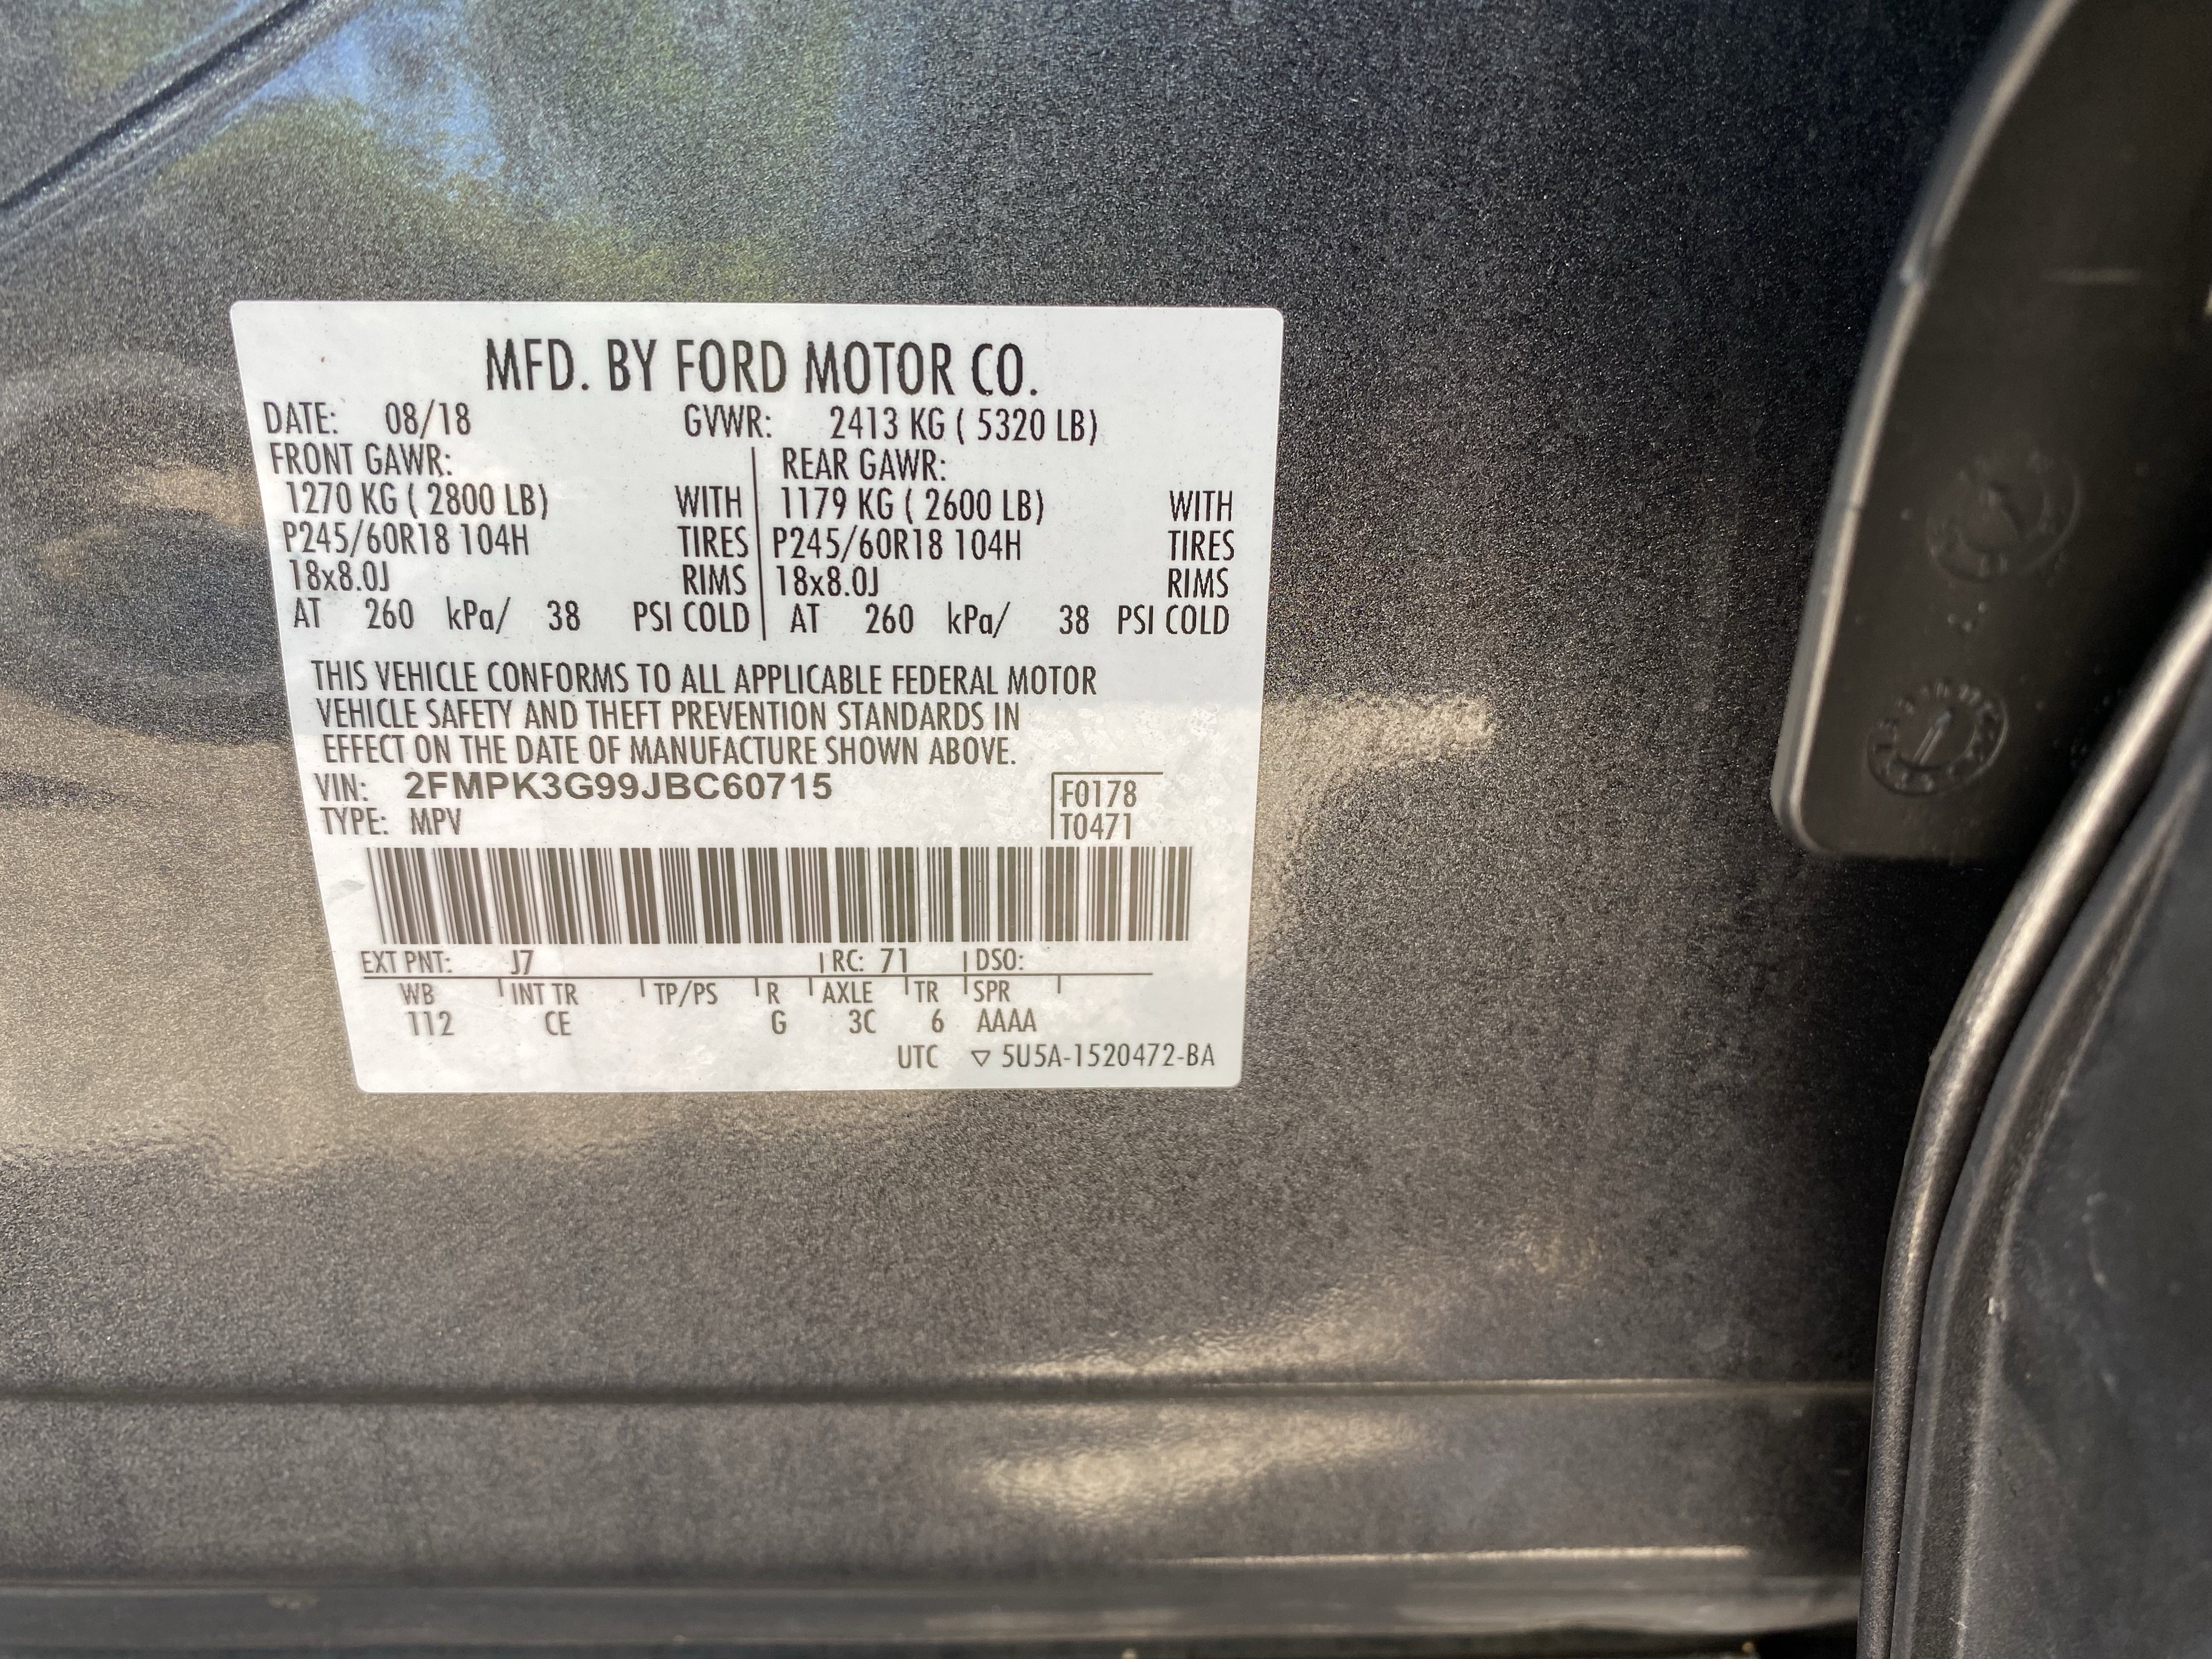 MFD. BY FORD MOTOR CO.
DATE: 08/18 GVWR: 2413 KG ( 5320 LB)
FRONT GAWR: REAR GAWR:
1270 KG ( 2800 LB) WITH 1179 KG ( 2600 LB) WITH
P245/60R18 104H TIRES P245/60R18 104H TIRES
18x8.0J RIMS 18x8.0J RIMS
AT 260 kPa/ 38 PSI COLD AT 260 kPa/ 38 PSI COLD
THIS VEHICLE CONFORMS TO ALL APPLICABLE FEDERAL MOTOR
VEHICLE SAFETY AND THEFT PREVENTION STANDARDS IN
EFFECT ON THE DATE OF MANUFACTURE SHOWN ABOVE.
VIN: 2FMPK3G99JBC60715 F0178
TYPE: MPV T0471
EXT PNT: J7 RC: 71 DSO:
WB INT TR TP/PS R AXLE TR SPR
T12 CE G 3C 6 AAAA
UTC ▽ 5U5A-1520472-BA